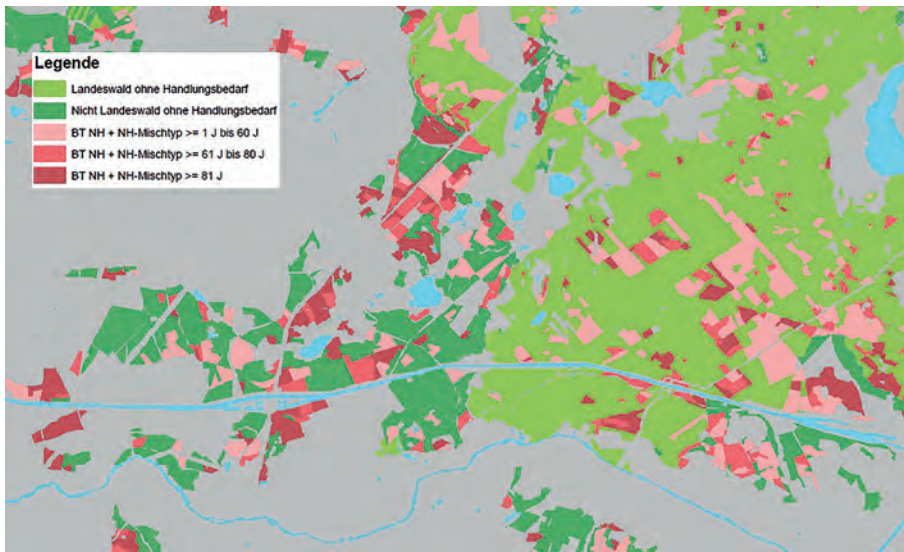 Legende
Landeswald ohne Handlungsbedarf
Nicht Landeswald ohne Handlungsbedarf
BT NH + NH-Mischtyp >= 1 J bis 60 J
BT NH + NH-Mischtyp >= 61 J bis 80 J
BT NH + NH-Mischtyp >= 81 J